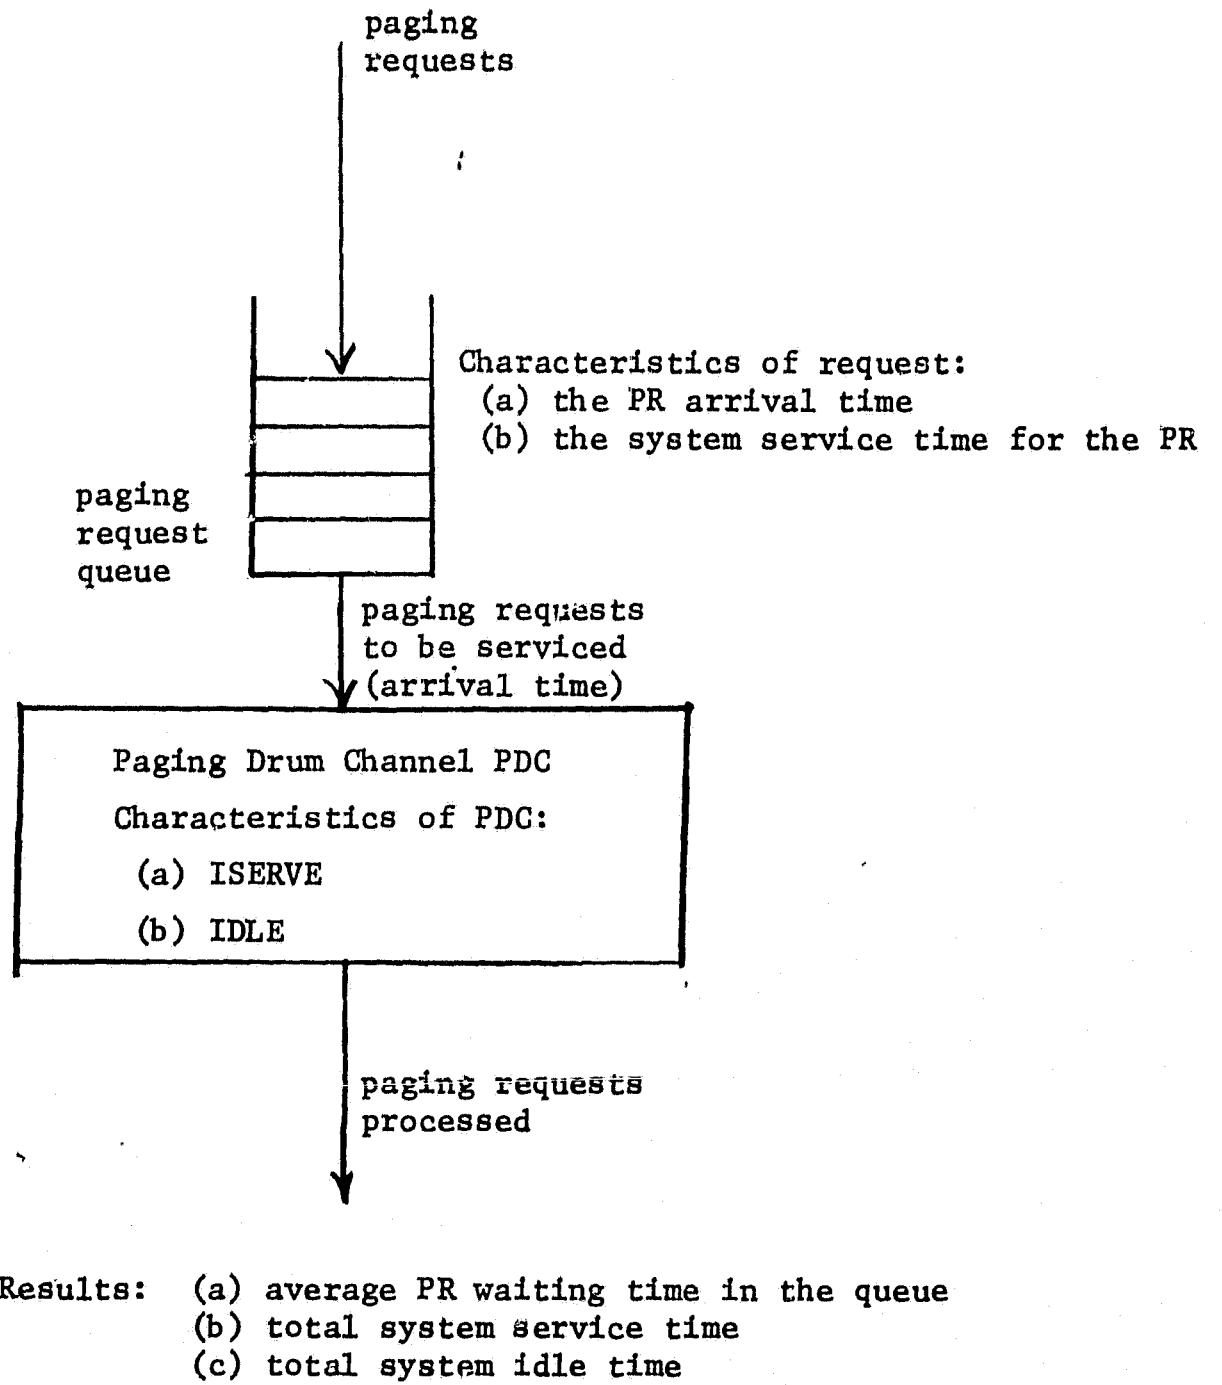 paging
requests
Characteristics of request:
(a) the PR arrival time
(b) the system service time for the PR
paging
request
queue
paging requests
to be serviced
(arrival time)
Paging Drum Channel PDC
Characteristics of PDC:
(a) ISERVE
(b) IDLE
paging requests
processed
Results: (a) average PR waiting time in the queue
(b) total system service time
(c) total system idle time